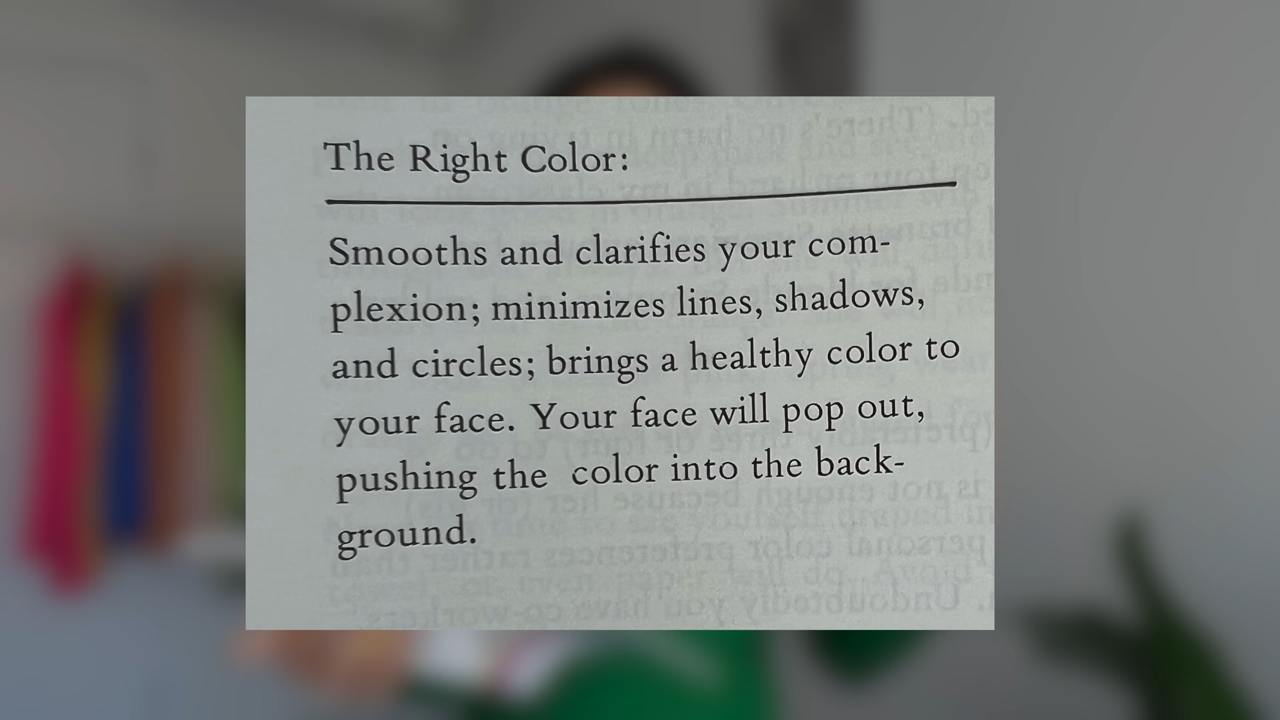 The Right Color:
Smooths and clarifies your com-
plexion; minimizes lines, shadows,
and circles; brings a healthy color to
your face. Your face will pop out,
pushing the color into the back-
ground.